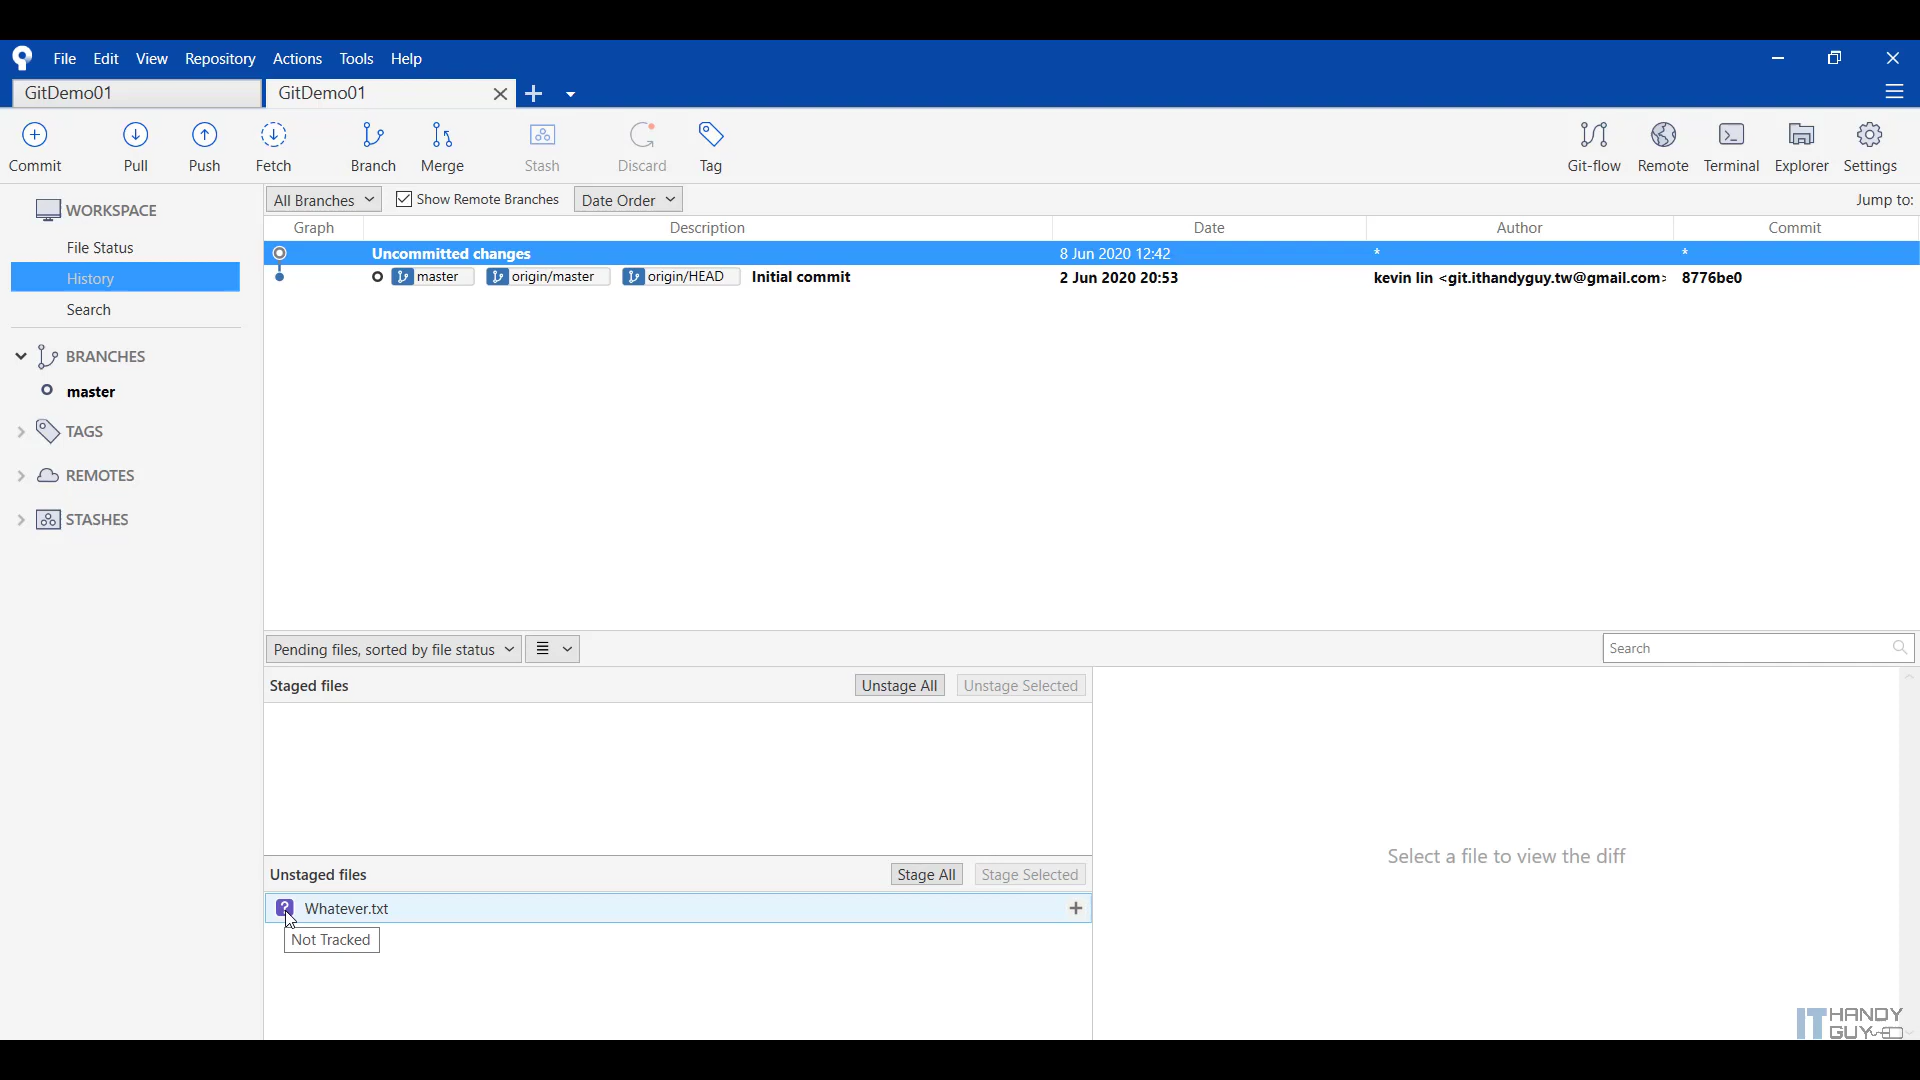 File Edit View Repository Actions Tools Help
GitDemo01 GitDemo01
Commit Pull Push Fetch Branch Merge Stash Discard Tag Git-flow Remote Terminal Explorer Settings
WORKSPACE
File Status
History
Search
BRANCHES
master
TAGS
REMOTES
STASHES
All Branches Show Remote Branches Date Order Jump to:
Graph Description Date Author Commit
Uncommitted changes 8 Jun 2020 12:42 * *
master origin/master origin/HEAD Initial commit 2 Jun 2020 20:53 kevin lin <git.ithandyguy.tw@gmail.com> 8776be0
Pending files, sorted by file status Search
Staged files Unstage All Unstage Selected
Unstaged files Stage All Stage Selected
? Whatever.txt +
Not Tracked
Select a file to view the diff
IT HANDY
GUY